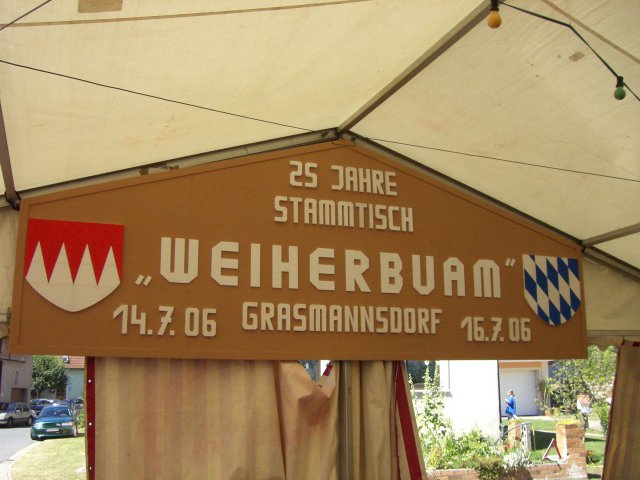 25 JAHRE
STAMMTISCH
„WEIHERBUAM"
14.7.06 GRASMANNSDORF 16.7.06